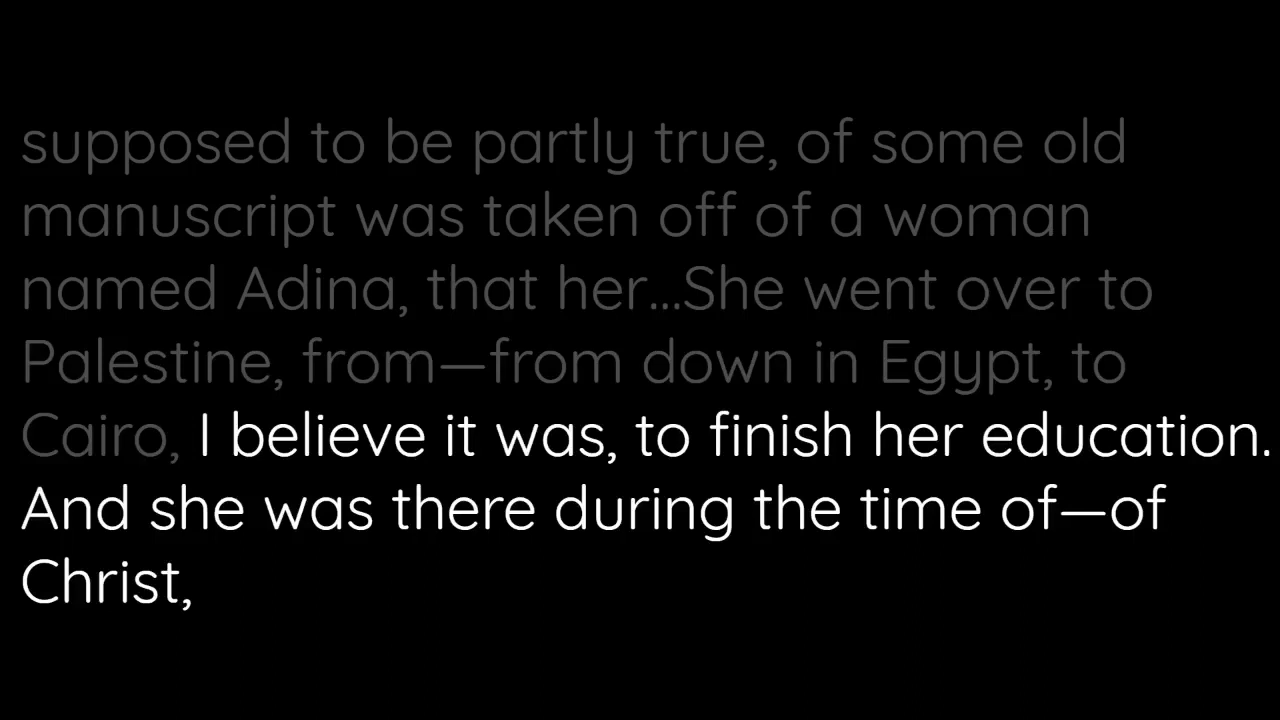 supposed to be partly true, of some old
manuscript was taken off of a woman
named Adina, that her...She went over to
Palestine, from—from down in Egypt, to
Cairo, I believe it was, to finish her education.
And she was there during the time of—of
Christ,